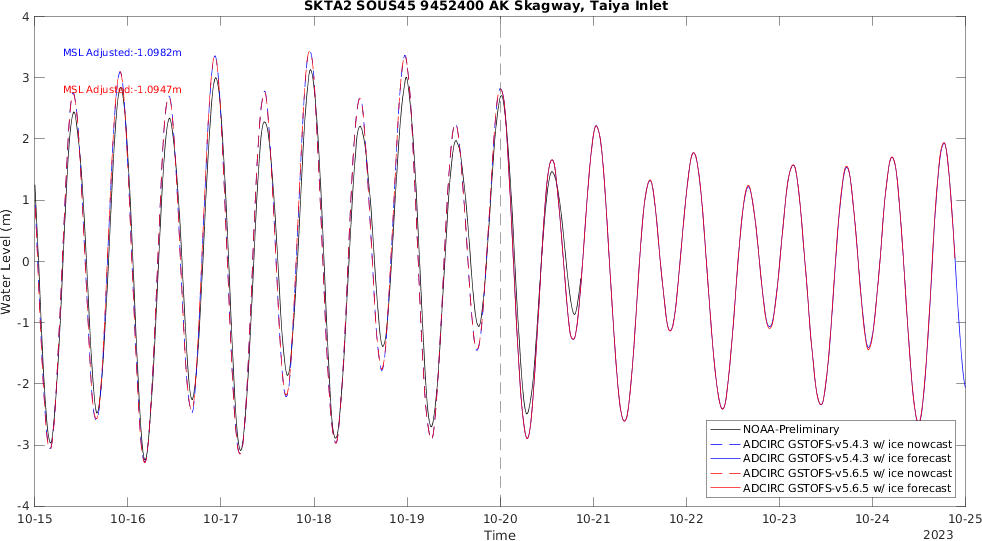 SKTA2 SOUS45 9452400 AK Skagway, Taiya Inlet
4
MSL Adjusted:-1.0982m
3
MSL Adjusted:-1.0947m
2
1
0
-1
-2
-3
-4
Water Level (m)
NOAA-Preliminary
ADCIRC GSTOFS-v5.4.3 w/ ice nowcast
ADCIRC GSTOFS-v5.4.3 w/ ice forecast
ADCIRC GSTOFS-v5.6.5 w/ ice nowcast
ADCIRC GSTOFS-v5.6.5 w/ ice forecast
10-15 10-16 10-17 10-18 10-19 10-20 10-21 10-22 10-23 10-24 10-25
Time
2023